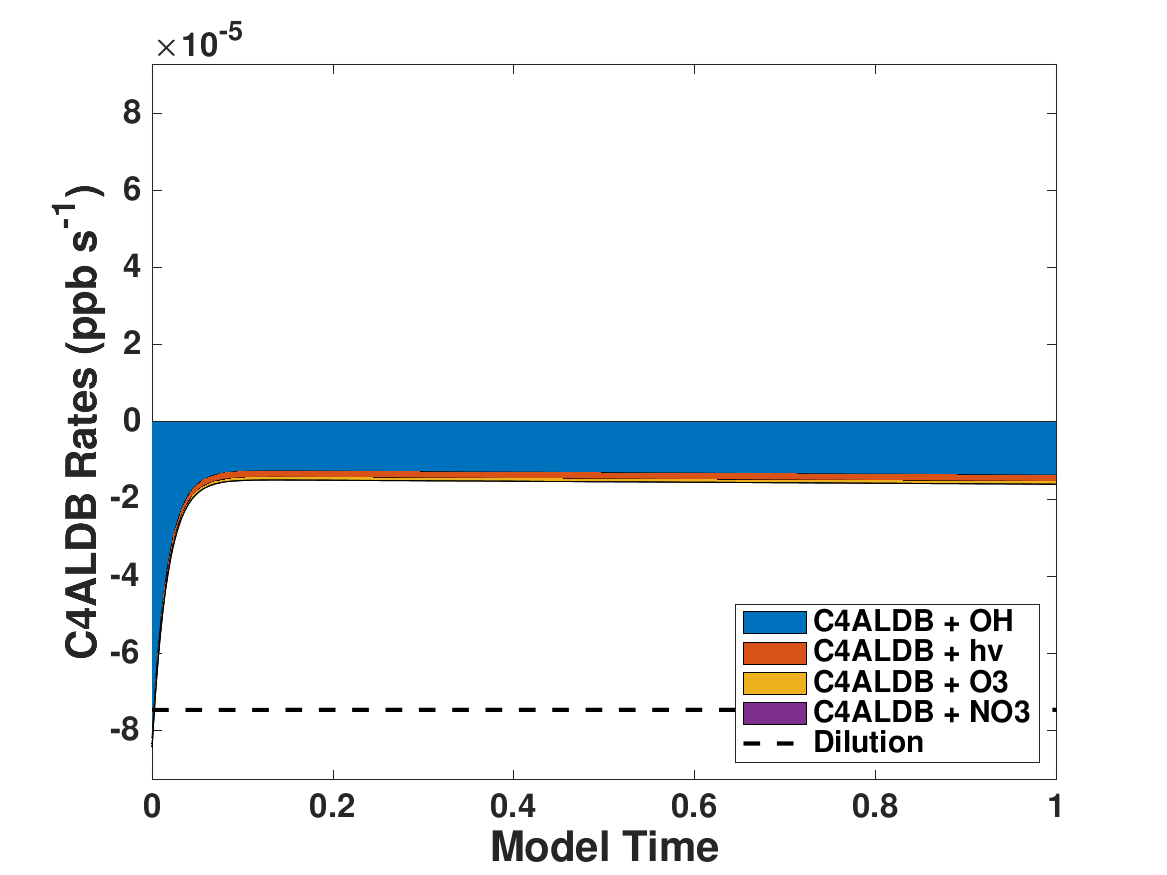 ×10^-5
8
6
4
2
0
-2
-4
-6
-8
C4ALDB Rates (ppb s^-1)
C4ALDB + OH
C4ALDB + hv
C4ALDB + O3
C4ALDB + NO3
Dilution
0 0.2 0.4 0.6 0.8 1
Model Time